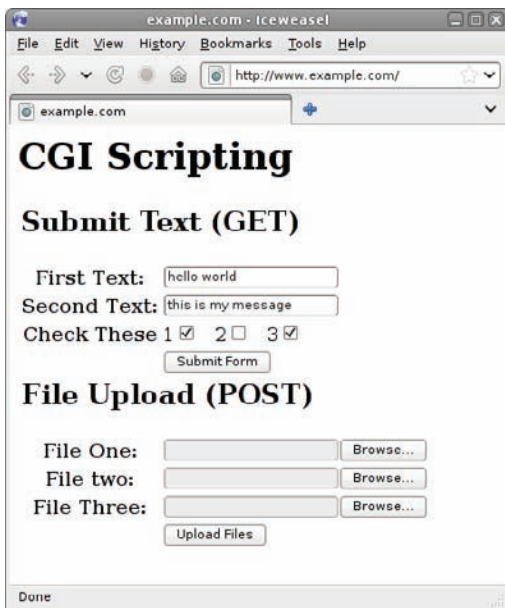 example.com - Iceweasel
File Edit View History Bookmarks Tools Help
http://www.example.com/
example.com
CGI Scripting
Submit Text (GET)
First Text: hello world
Second Text: this is my message
Check These 1 2 3
Submit Form
File Upload (POST)
File One: Browse...
File two: Browse...
File Three: Browse...
Upload Files
Done